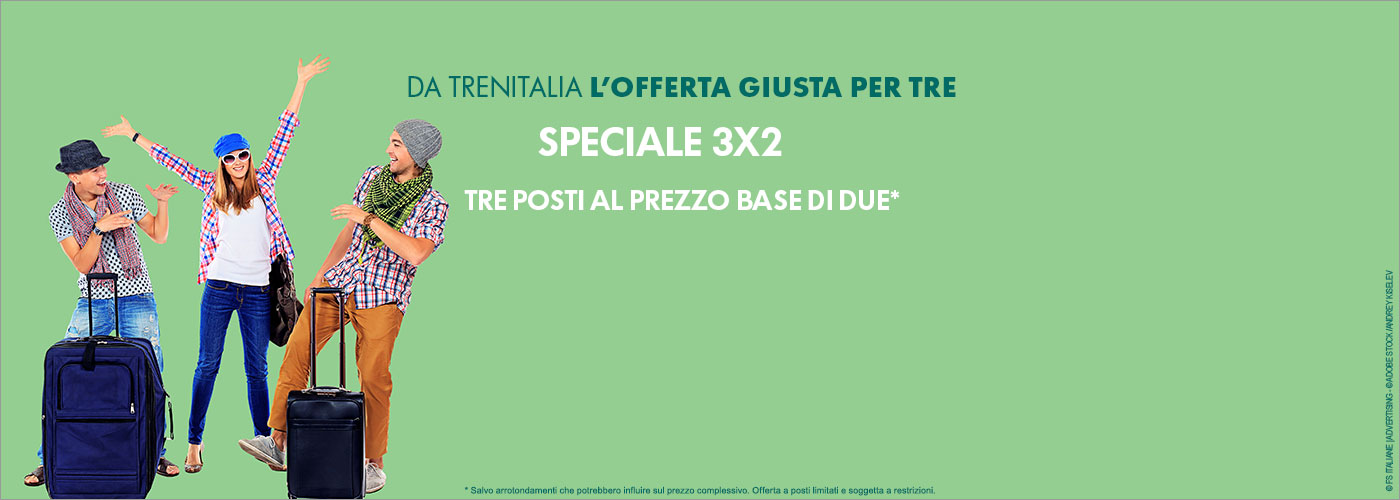 DA TRENITALIA L'OFFERTA GIUSTA PER TRE
SPECIALE 3X2
TRE POSTI AL PREZZO BASE DI DUE*
* Salvo arrotondamenti che potrebbero influire sul prezzo complessivo. Offerta a posti limitati e soggetta a restrizioni.
© FS ITALIANE | ADVERTISING - © ADOBE STOCK / ANDREY KISELEV